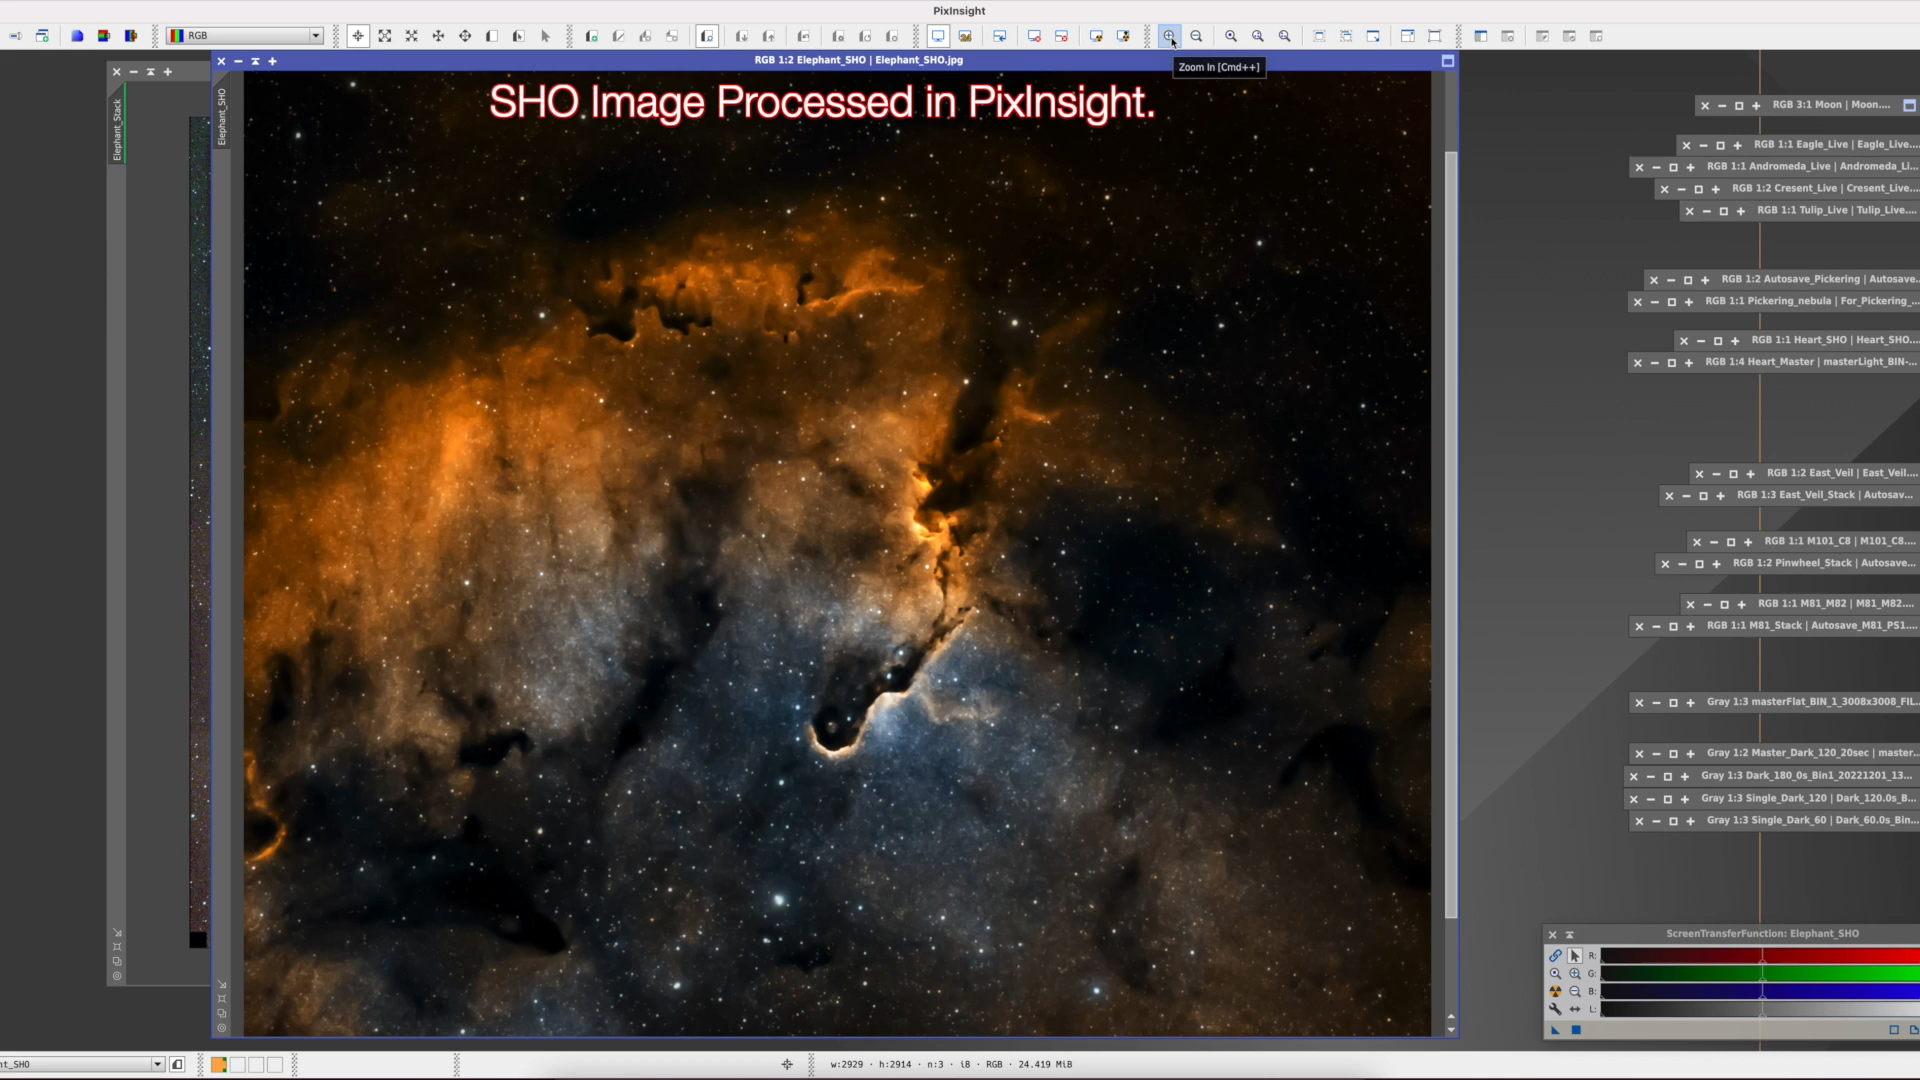 PixInsight
RGB
RGB 1:2 Elephant_SHO | Elephant_SHO.jpg
Zoom In [Cmd++]
Elephant_Stack
Elephant_SHO
SHO Image Processed in PixInsight.
RGB 3:1 Moon | Moon....
RGB 1:1 Eagle_Live | Eagle_Live....
RGB 1:1 Andromeda_Live | Andromeda_Li...
RGB 1:2 Cresent_Live | Cresent_Live...
RGB 1:1 Tulip_Live | Tulip_Live....
RGB 1:2 Autosave_Pickering | Autosave...
RGB 1:1 Pickering_nebula | For_Pickering_...
RGB 1:1 Heart_SHO | Heart_SHO....
RGB 1:4 Heart_Master | masterLight_BIN-...
RGB 1:2 East_Veil | East_Veil....
RGB 1:3 East_Veil_Stack | Autosav...
RGB 1:1 M101_C8 | M101_C8....
RGB 1:2 Pinwheel_Stack | Autosave...
RGB 1:1 M81_M82 | M81_M82....
RGB 1:1 M81_Stack | Autosave_M81_PS1....
Gray 1:3 masterFlat_BIN_1_3008x3008_FIL...
Gray 1:2 Master_Dark_120_20sec | master...
Gray 1:3 Dark_180_0s_Bin1_20221201_13...
Gray 1:3 Single_Dark_120 | Dark_120.0s_B...
Gray 1:3 Single_Dark_60 | Dark_60.0s_Bin...
ScreenTransferFunction: Elephant_SHO
R:
G:
B:
L:
nt_SHO
w:2929 · h:2914 · n:3 · i8 · RGB · 24.419 MiB